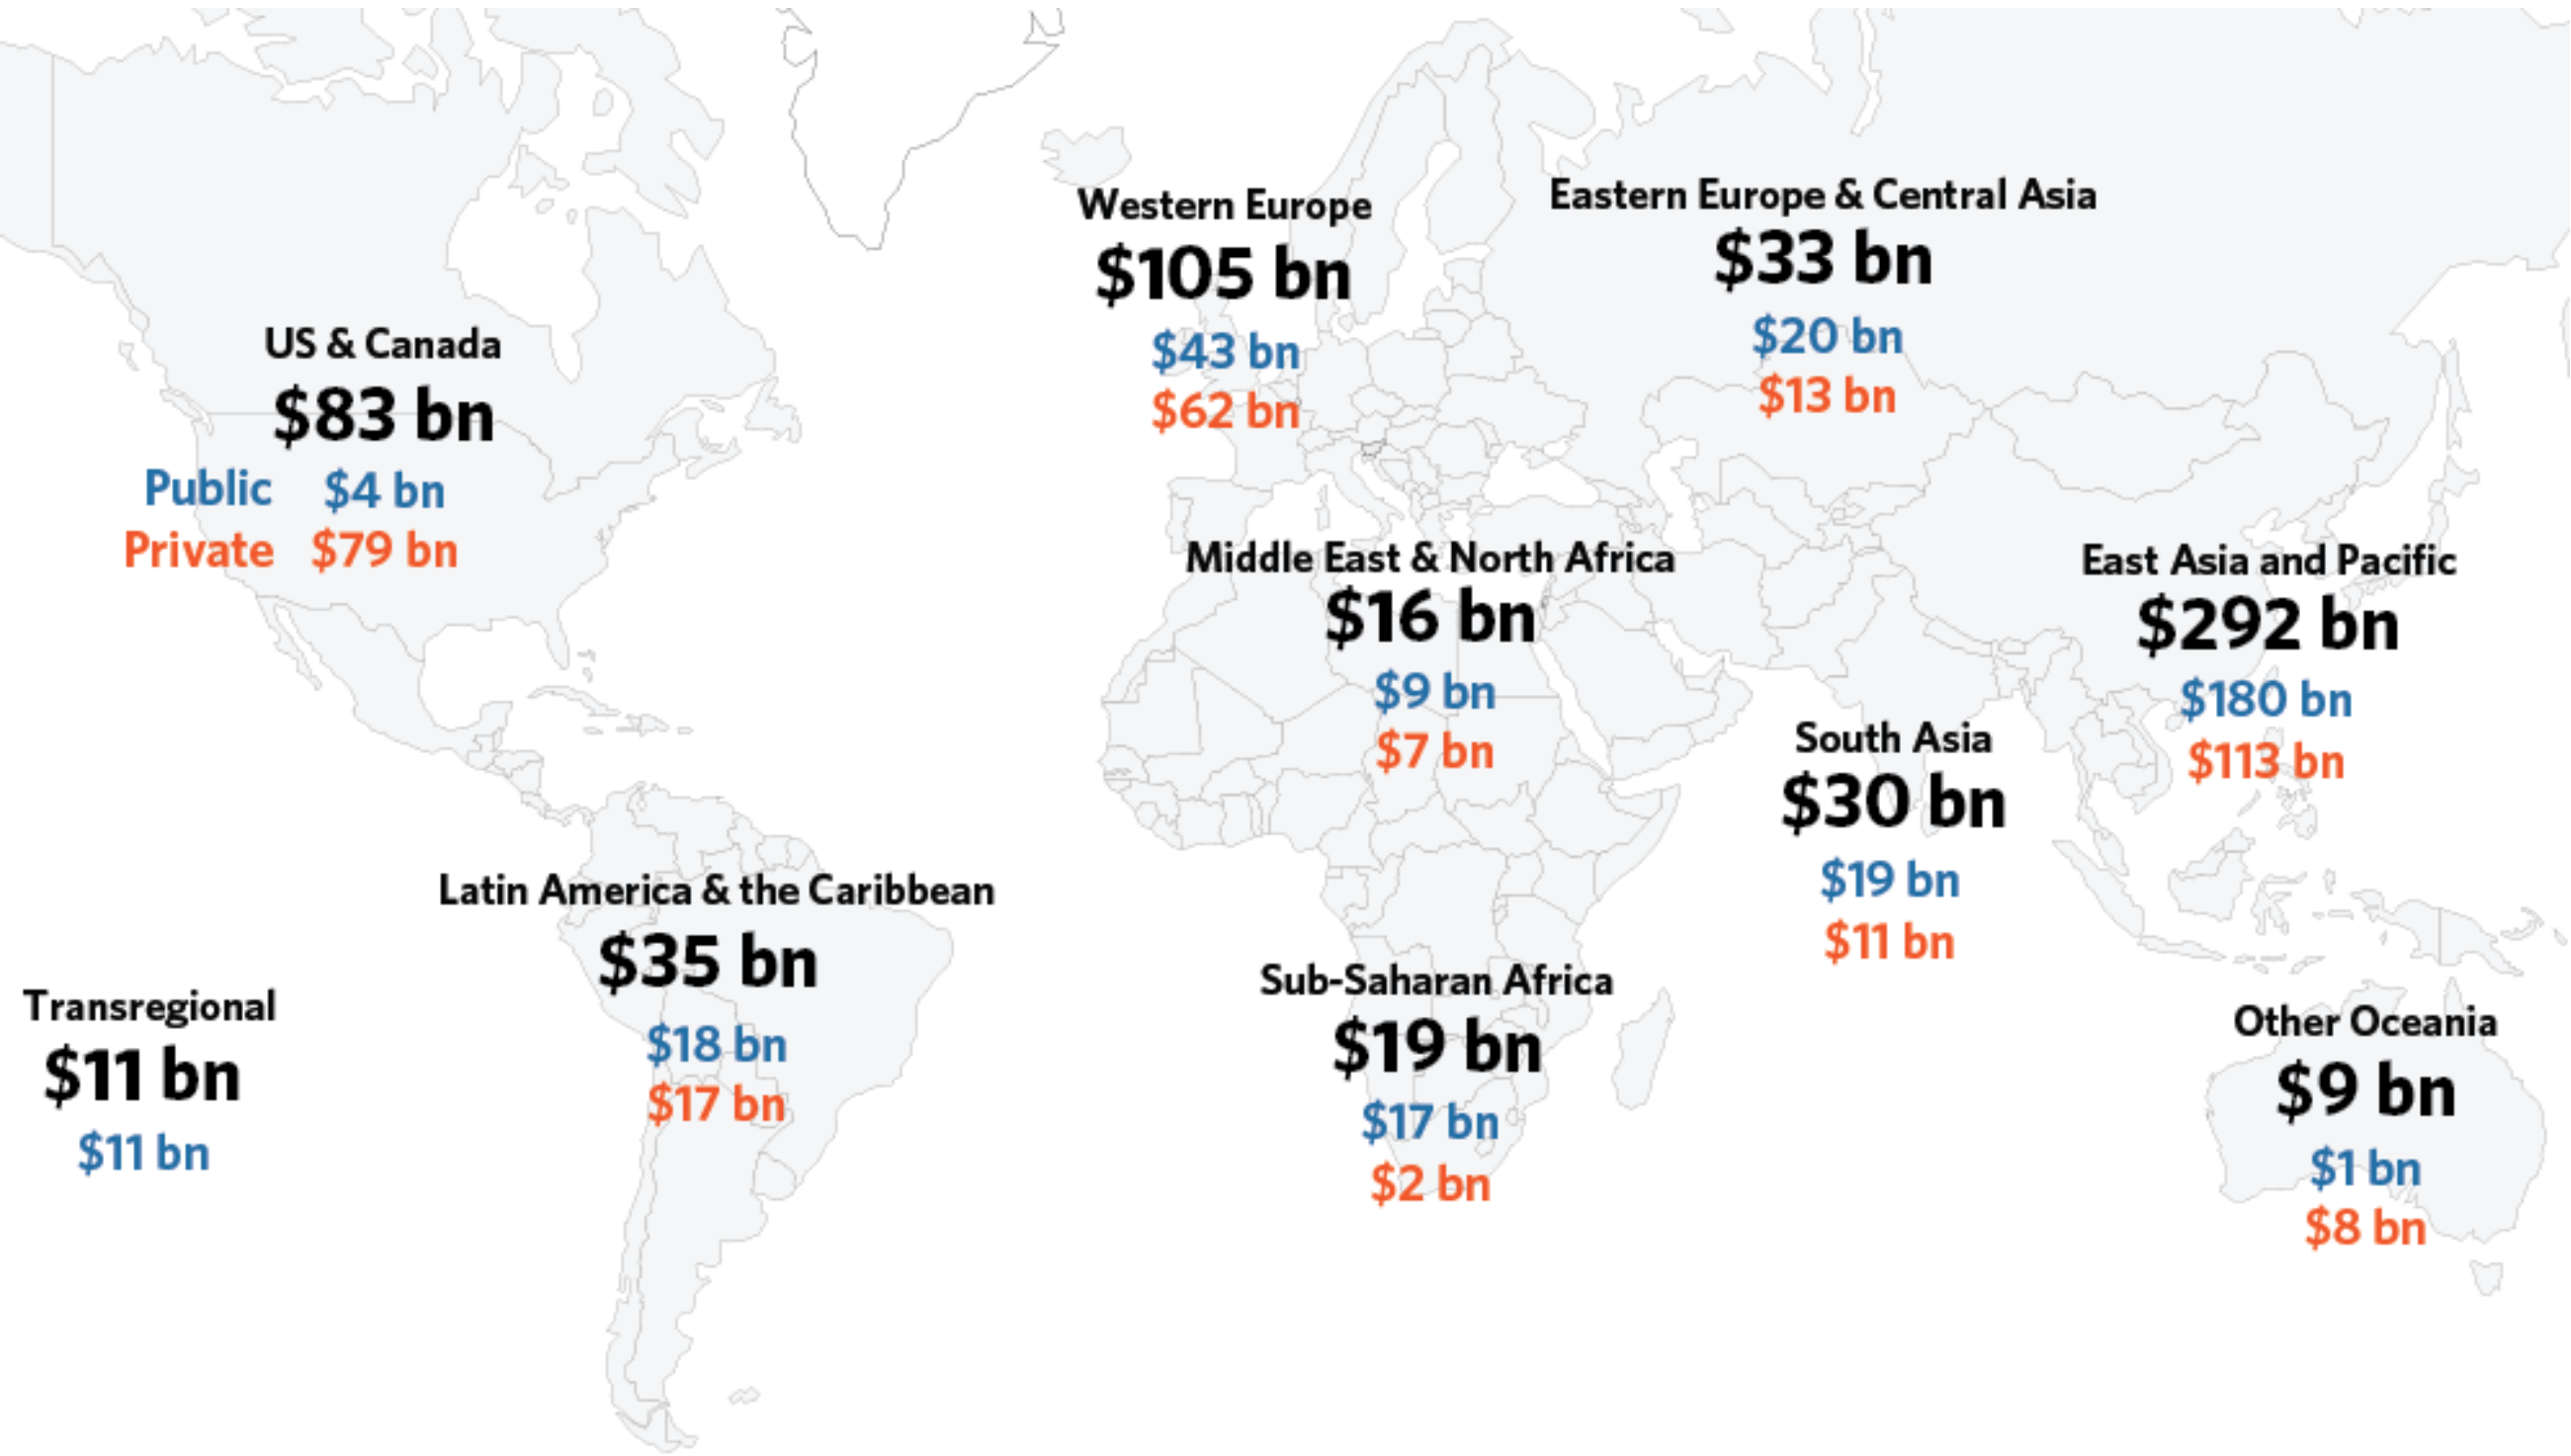 US & Canada
$83 bn
Public $4 bn
Private $79 bn
Western Europe
$105 bn
$43 bn
$62 bn
Eastern Europe & Central Asia
$33 bn
$20 bn
$13 bn
Middle East & North Africa
$16 bn
$9 bn
$7 bn
East Asia and Pacific
$292 bn
$180 bn
$113 bn
South Asia
$30 bn
$19 bn
$11 bn
Latin America & the Caribbean
$35 bn
$18 bn
$17 bn
Sub-Saharan Africa
$19 bn
$17 bn
$2 bn
Transregional
$11 bn
$11 bn
Other Oceania
$9 bn
$1 bn
$8 bn